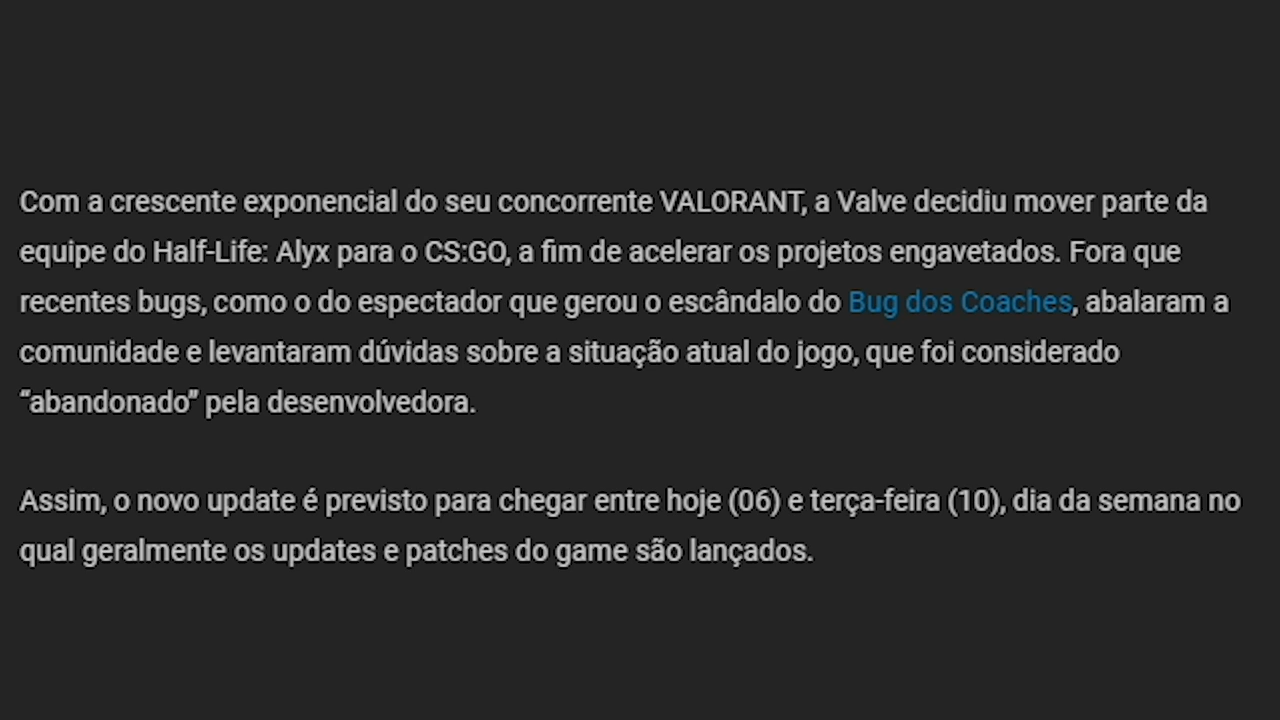 Com a crescente exponencial do seu concorrente VALORANT, a Valve decidiu mover parte da
equipe do Half-Life: Alyx para o CS:GO, a fim de acelerar os projetos engavetados. Fora que
recentes bugs, como o do espectador que gerou o escândalo do Bug dos Coaches, abalaram a
comunidade e levantaram dúvidas sobre a situação atual do jogo, que foi considerado
“abandonado” pela desenvolvedora.
Assim, o novo update é previsto para chegar entre hoje (06) e terça-feira (10), dia da semana no
qual geralmente os updates e patches do game são lançados.